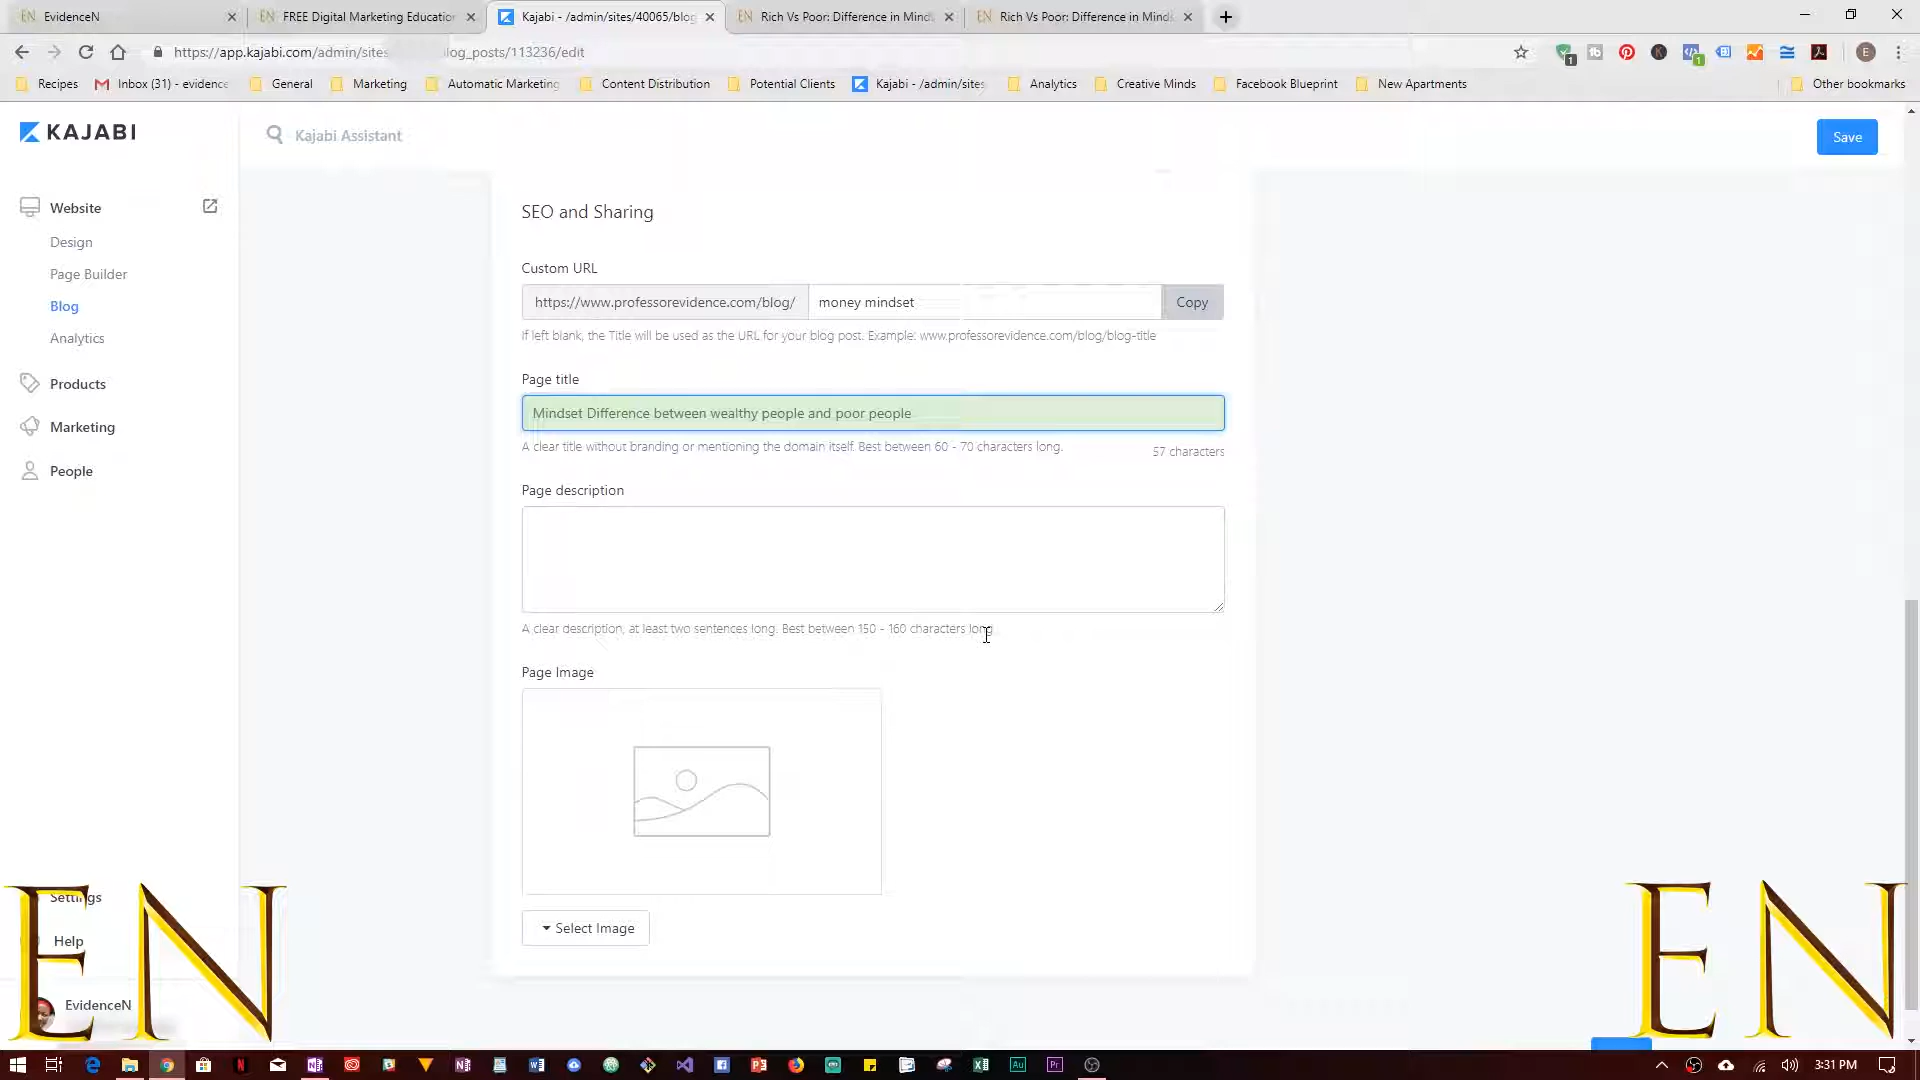 EvidenceN
FREE Digital Marketing Education
Kajabi - /admin/sites/40065/blog
Rich Vs Poor: Difference in Mind
Rich Vs Poor: Difference in Minds
https://app.kajabi.com/admin/sites log_posts/113236/edit
Recipes
Inbox (31) - evidence
General
Marketing
Automatic Marketing
Content Distribution
Potential Clients
Kajabi - /admin/sites
Analytics
Creative Minds
Facebook Blueprint
New Apartments
Other bookmarks
KAJABI
Kajabi Assistant
Save
Website
Design
Page Builder
Blog
Analytics
Products
Marketing
People
Settings
Help
EvidenceN
SEO and Sharing
Custom URL
https://www.professorevidence.com/blog/ money mindset Copy
If left blank, the Title will be used as the URL for your blog post. Example: www.professorevidence.com/blog/blog-title
Page title
Mindset Difference between wealthy people and poor people
A clear title without branding or mentioning the domain itself. Best between 60 - 70 characters long.
57 characters
Page description
A clear description, at least two sentences long. Best between 150 - 160 characters long.
Page Image
Select Image
EN
EN
3:31 PM